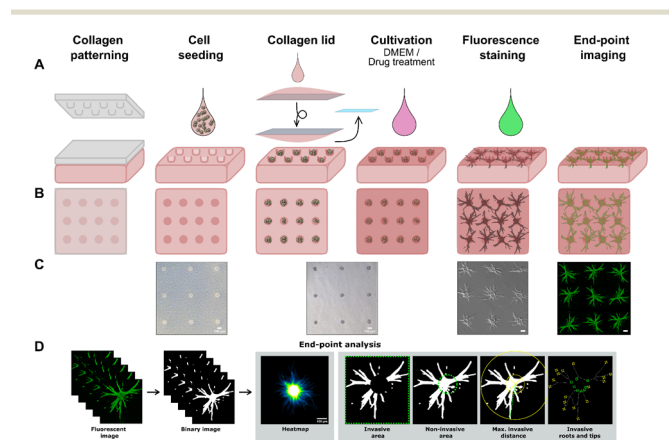 Collagen
patterning
Cell
seeding
Collagen lid
Cultivation
DMEM /
Drug treatment
Fluorescence
staining
End-point
imaging
A
B
C
D
End-point analysis
Fluorescent
image
Binary image
Heatmap
Invasive
area
Non-invasive
area
Max. invasive
distance
Invasive
roots and tips